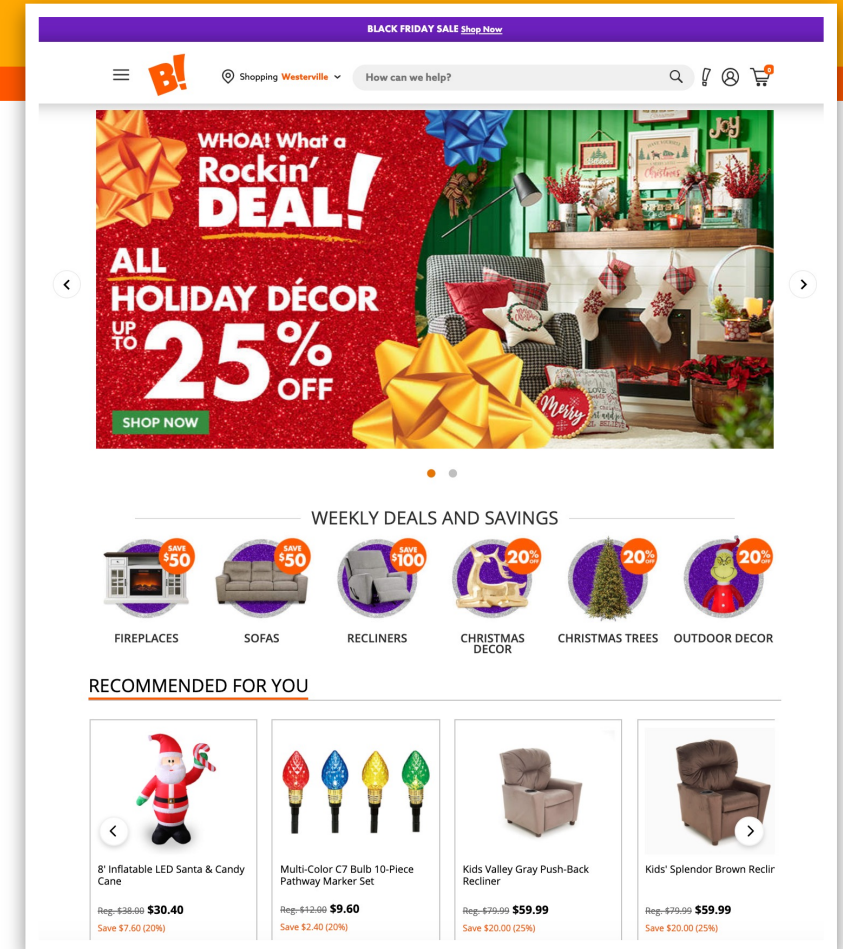 BLACK FRIDAY SALE Shop Now
B!
Shopping Westerville
How can we help?
0
WHOA! What a
Rockin'
DEAL!
ALL
HOLIDAY DÉCOR
UP TO
25% OFF
SHOP NOW
Joy
Christmas
Merry
WEEKLY DEALS AND SAVINGS
SAVE $50
SAVE $50
SAVE $100
20% OFF
20% OFF
20% OFF
FIREPLACES
SOFAS
RECLINERS
CHRISTMAS DECOR
CHRISTMAS TREES
OUTDOOR DECOR
RECOMMENDED FOR YOU
8' Inflatable LED Santa & Candy
Cane
Reg. $38.00 $30.40
Save $7.60 (20%)
Multi-Color C7 Bulb 10-Piece
Pathway Marker Set
Reg. $12.00 $9.60
Save $2.40 (20%)
Kids Valley Gray Push-Back
Recliner
Reg. $79.99 $59.99
Save $20.00 (25%)
Kids' Splendor Brown Reclir
Reg. $79.99 $59.99
Save $20.00 (25%)